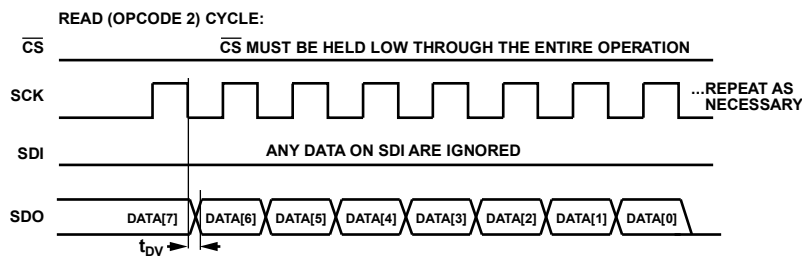 READ (OPCODE 2) CYCLE:
CS
CS MUST BE HELD LOW THROUGH THE ENTIRE OPERATION
SCK
...REPEAT AS
NECESSARY
SDI
ANY DATA ON SDI ARE IGNORED
SDO
DATA[7] DATA[6] DATA[5] DATA[4] DATA[3] DATA[2] DATA[1] DATA[0]
tDV